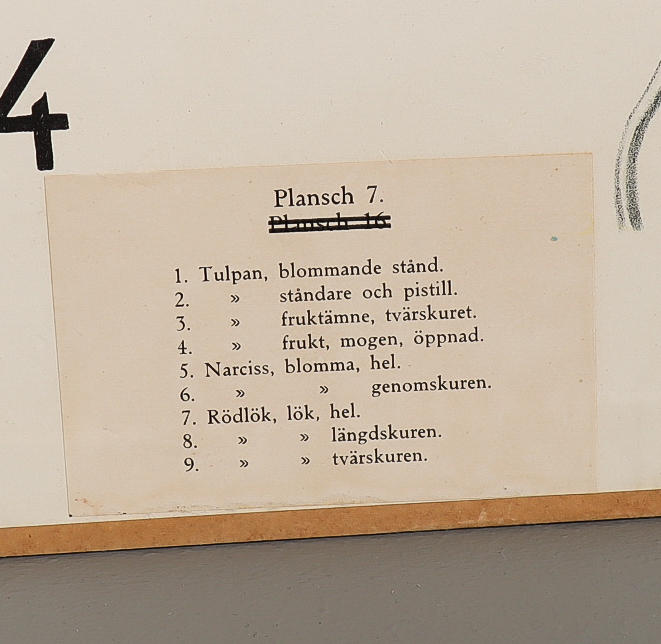 4
Plansch 7.
Plansch 16
1. Tulpan, blommande stånd.
2. » ståndare och pistill.
3. » fruktämne, tvärskuret.
4. » frukt, mogen, öppnad.
5. Narciss, blomma, hel.
6. » » genomskuren.
7. Rödlök, lök, hel.
8. » » längdskuren.
9. » » tvärskuren.